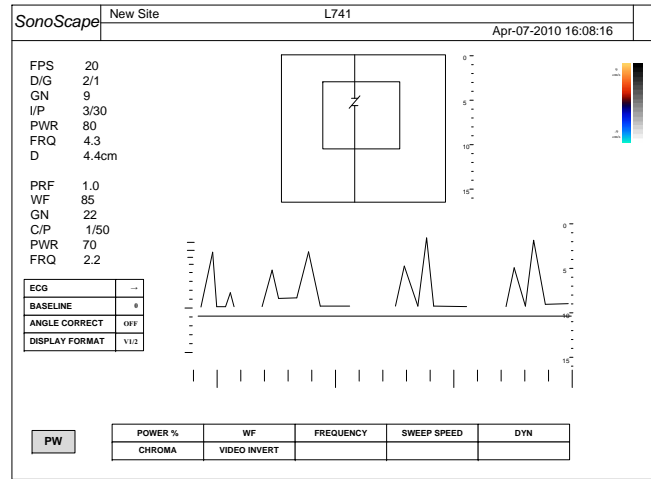 SonoScape
New Site
L741
Apr-07-2010 16:08:16
FPS 20
D/G 2/1
GN 9
I/P 3/30
PWR 80
FRQ 4.3
D 4.4cm
PRF 1.0
WF 85
GN 22
C/P 1/50
PWR 70
FRQ 2.2
0
5
10
15
0
5
10
15
ECG →
BASELINE 0
ANGLE CORRECT OFF
DISPLAY FORMAT V1/2
PW
POWER % WF FREQUENCY SWEEP SPEED DYN
CHROMA VIDEO INVERT